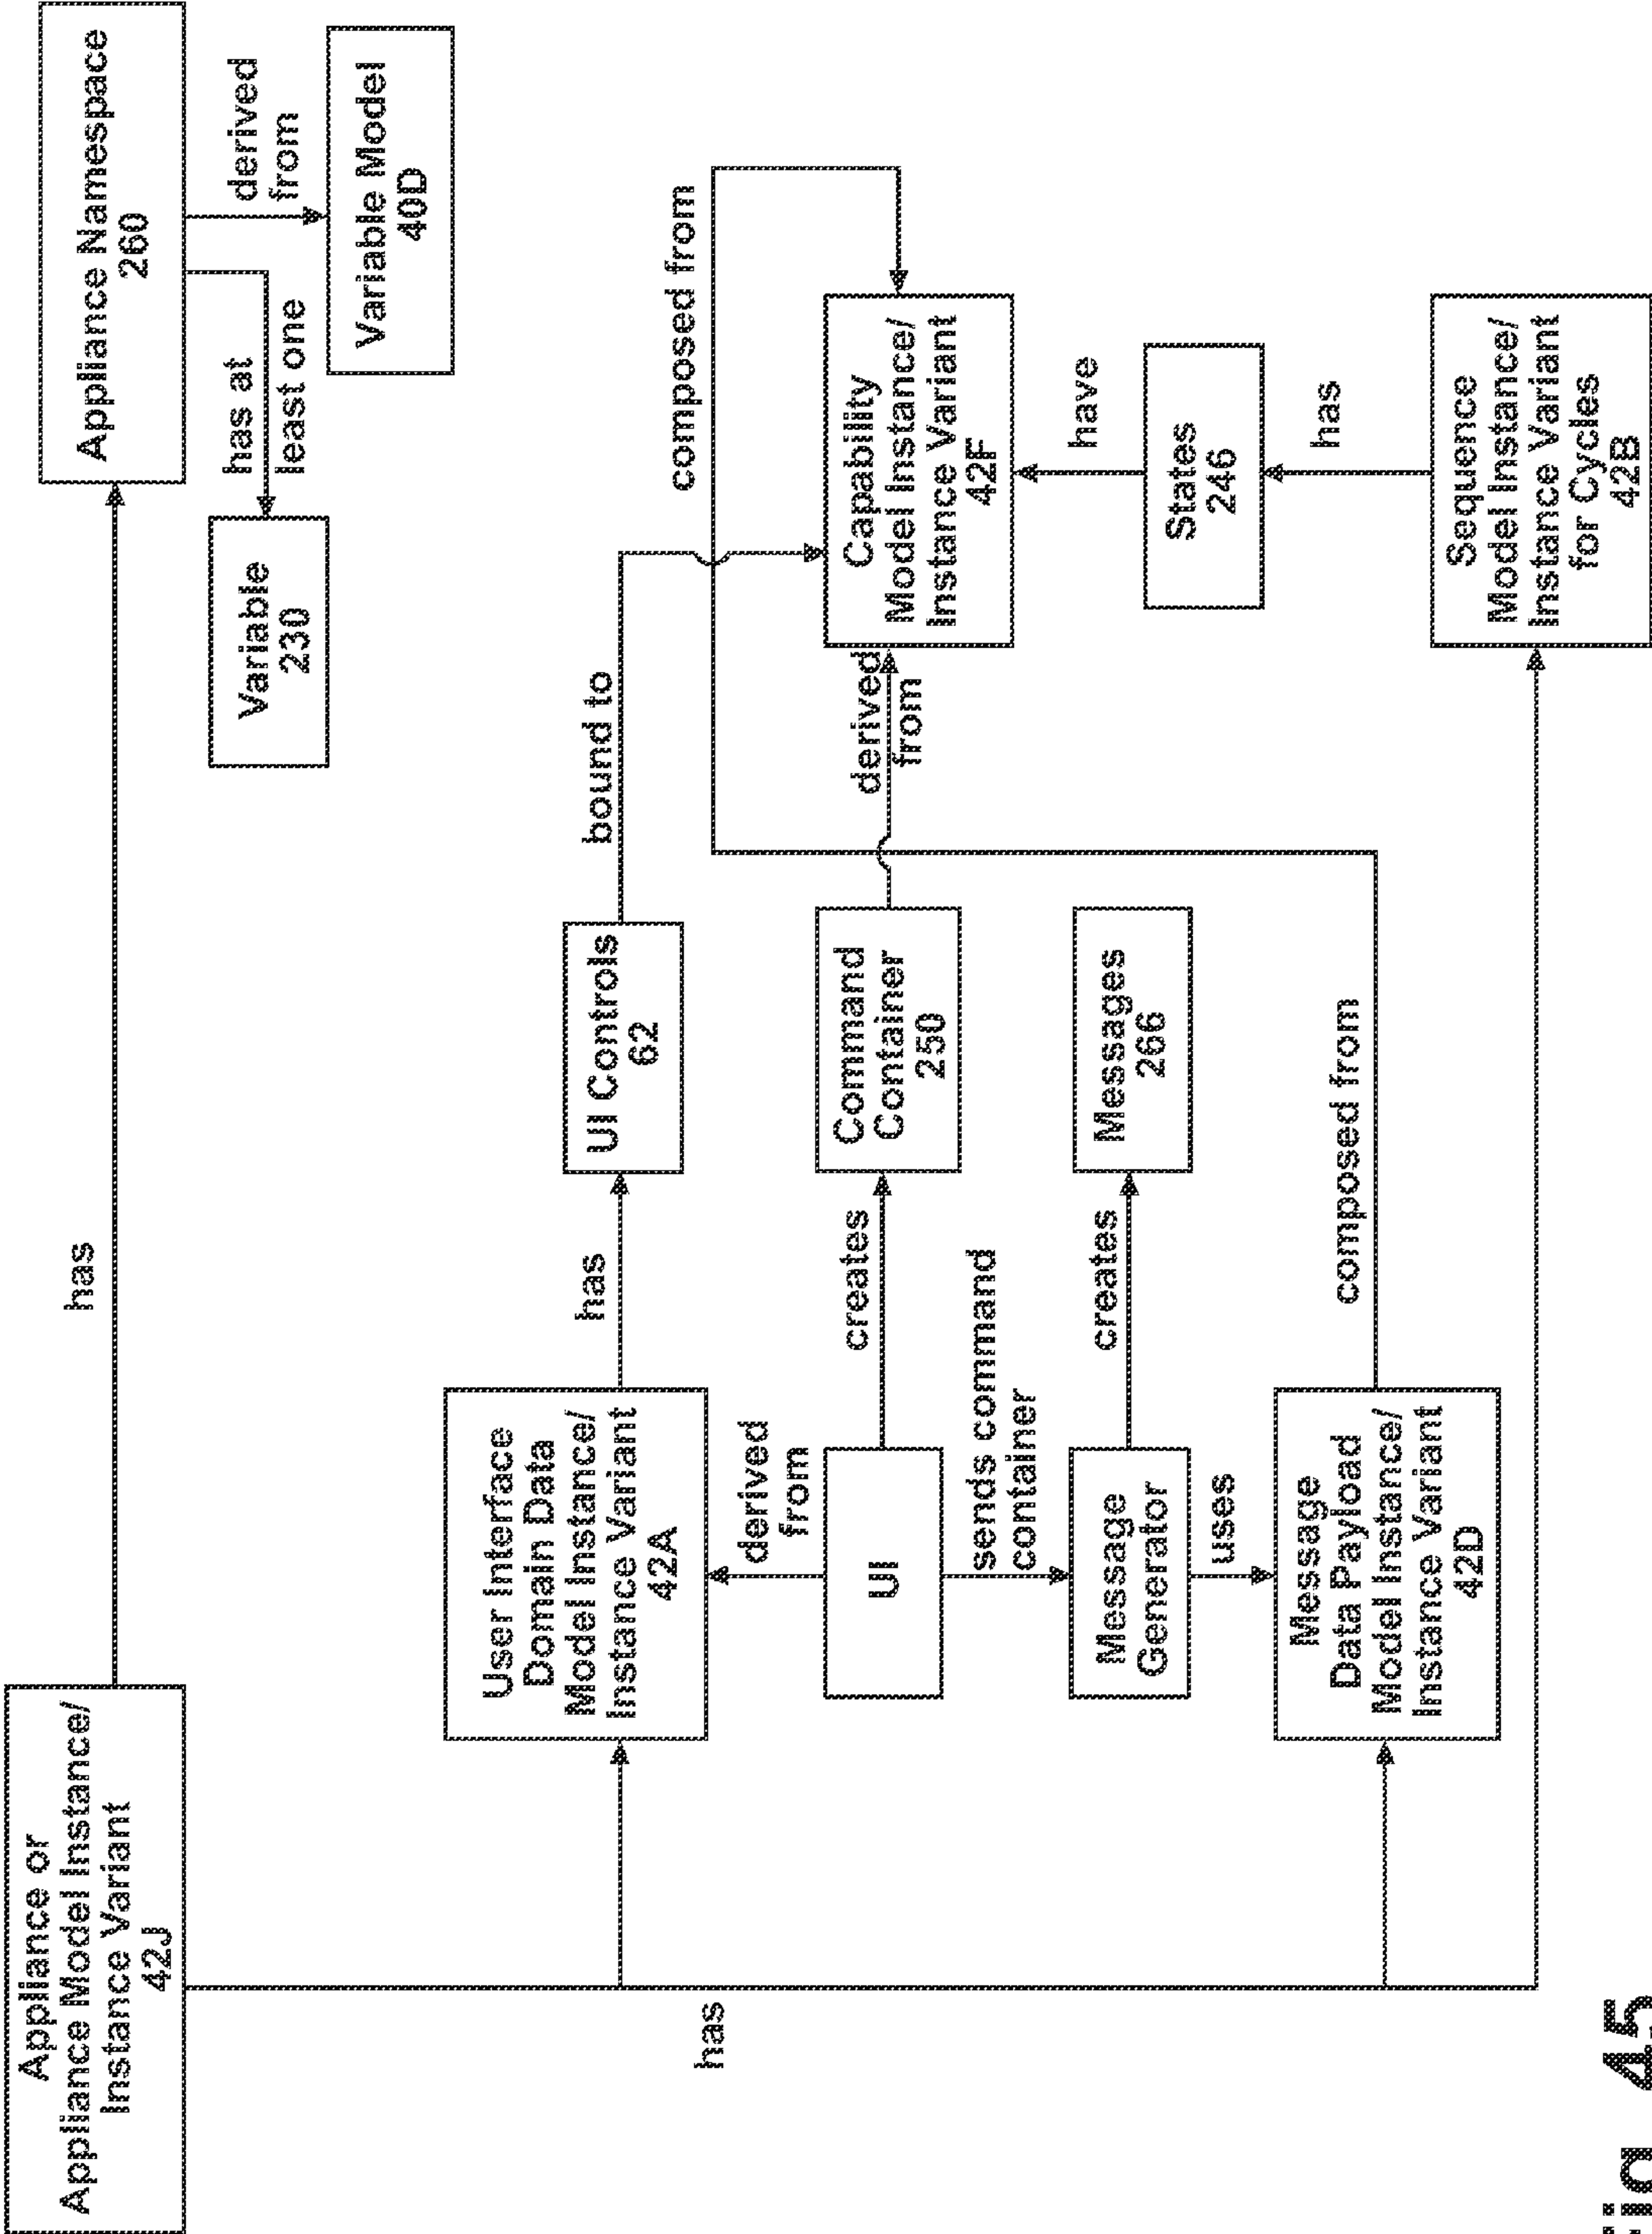 Appliance or
Appliance Model Instance/
Instance Variant
42J
has
Appliance Namespace
260
has at
least one
derived
from
Variable
230
Variable Model
40D
has
User Interface
Domain Data
Model Instance/
Instance Variant
42A
has
UI Controls
62
bound to
composed from
derived
from
UI
creates
Command
Container
250
derived
from
Capability
Model Instance/
Instance Variant
42F
sends command
container
Message
Generator
creates
Messages
266
have
States
246
uses
has
Message
Data Payload
Model Instance/
Instance Variant
42D
composed from
Sequence
Model Instance/
Instance Variant
for Cycles
42B
45